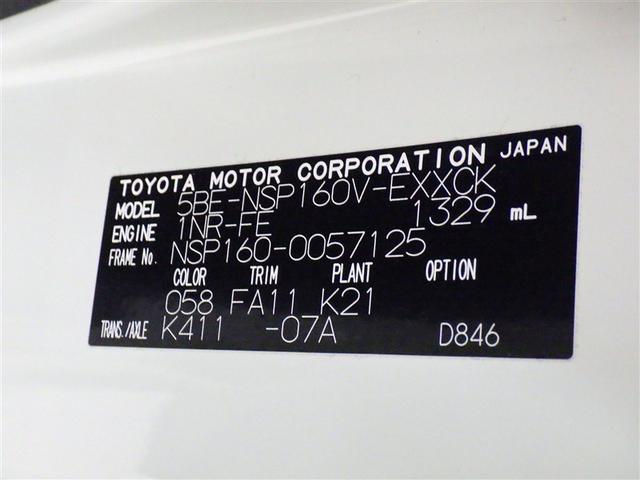 TOYOTA MOTOR CORPORATION JAPAN
MODEL 5BE-NSP160V-EXXCK
ENGINE 1NR-FE 1329 mL
FRAME No. NSP160-0057125
COLOR TRIM PLANT OPTION
058 FA11 K21
TRANS./AXLE K411 -07A D846